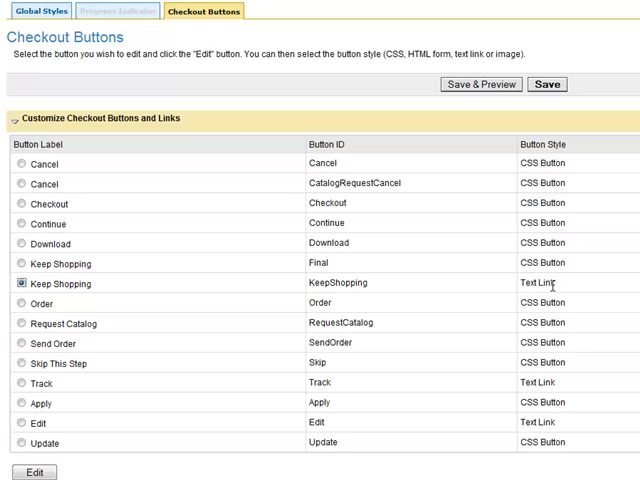 Global Styles Progress Indicator Checkout Buttons
Checkout Buttons
Select the button you wish to edit and click the "Edit" button. You can then select the button style (CSS, HTML form, text link or image).
Save & Preview Save
Customize Checkout Buttons and Links
Button Label Button ID Button Style
Cancel Cancel CSS Button
Cancel CatalogRequestCancel CSS Button
Checkout Checkout CSS Button
Continue Continue CSS Button
Download Download CSS Button
Keep Shopping Final CSS Button
Keep Shopping KeepShopping Text Link
Order Order CSS Button
Request Catalog RequestCatalog CSS Button
Send Order SendOrder CSS Button
Skip This Step Skip CSS Button
Track Track Text Link
Apply Apply CSS Button
Edit Edit Text Link
Update Update CSS Button
Edit